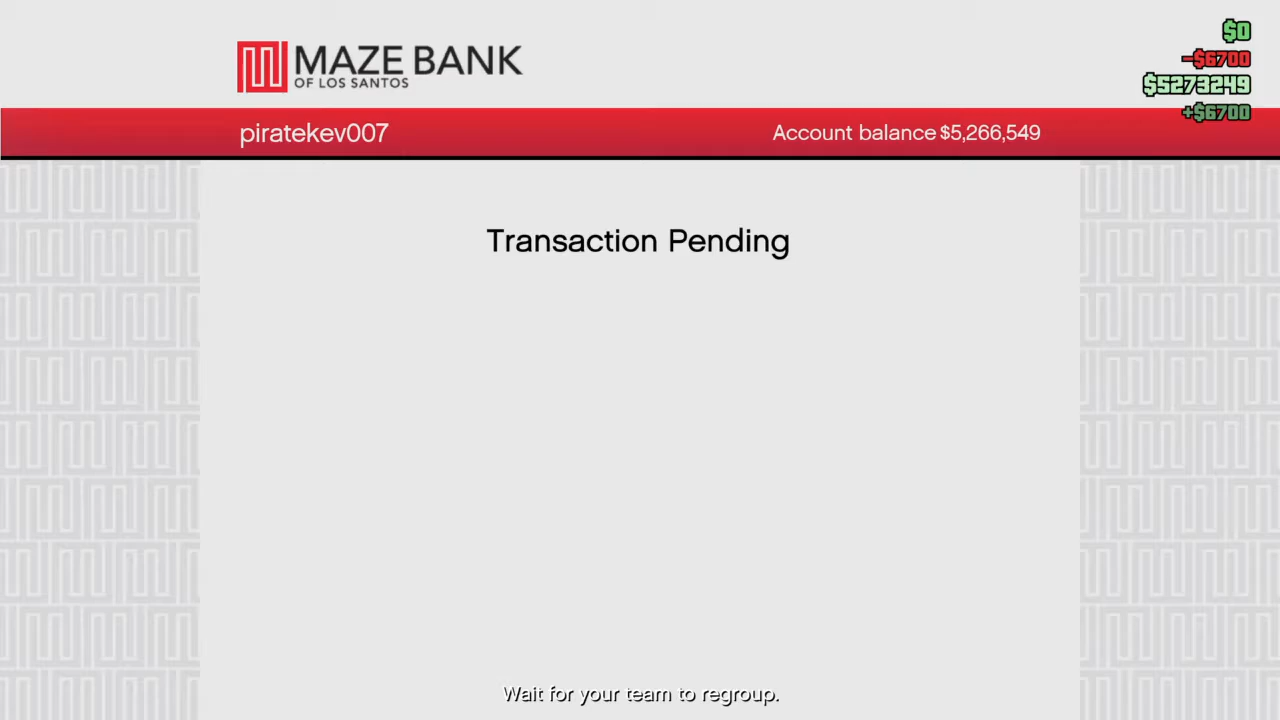 MAZE BANK
OF LOS SANTOS
$0
-$6700
$5273249
+$6700
piratekev007
Account balance $5,266,549
Transaction Pending
Wait for your team to regroup.